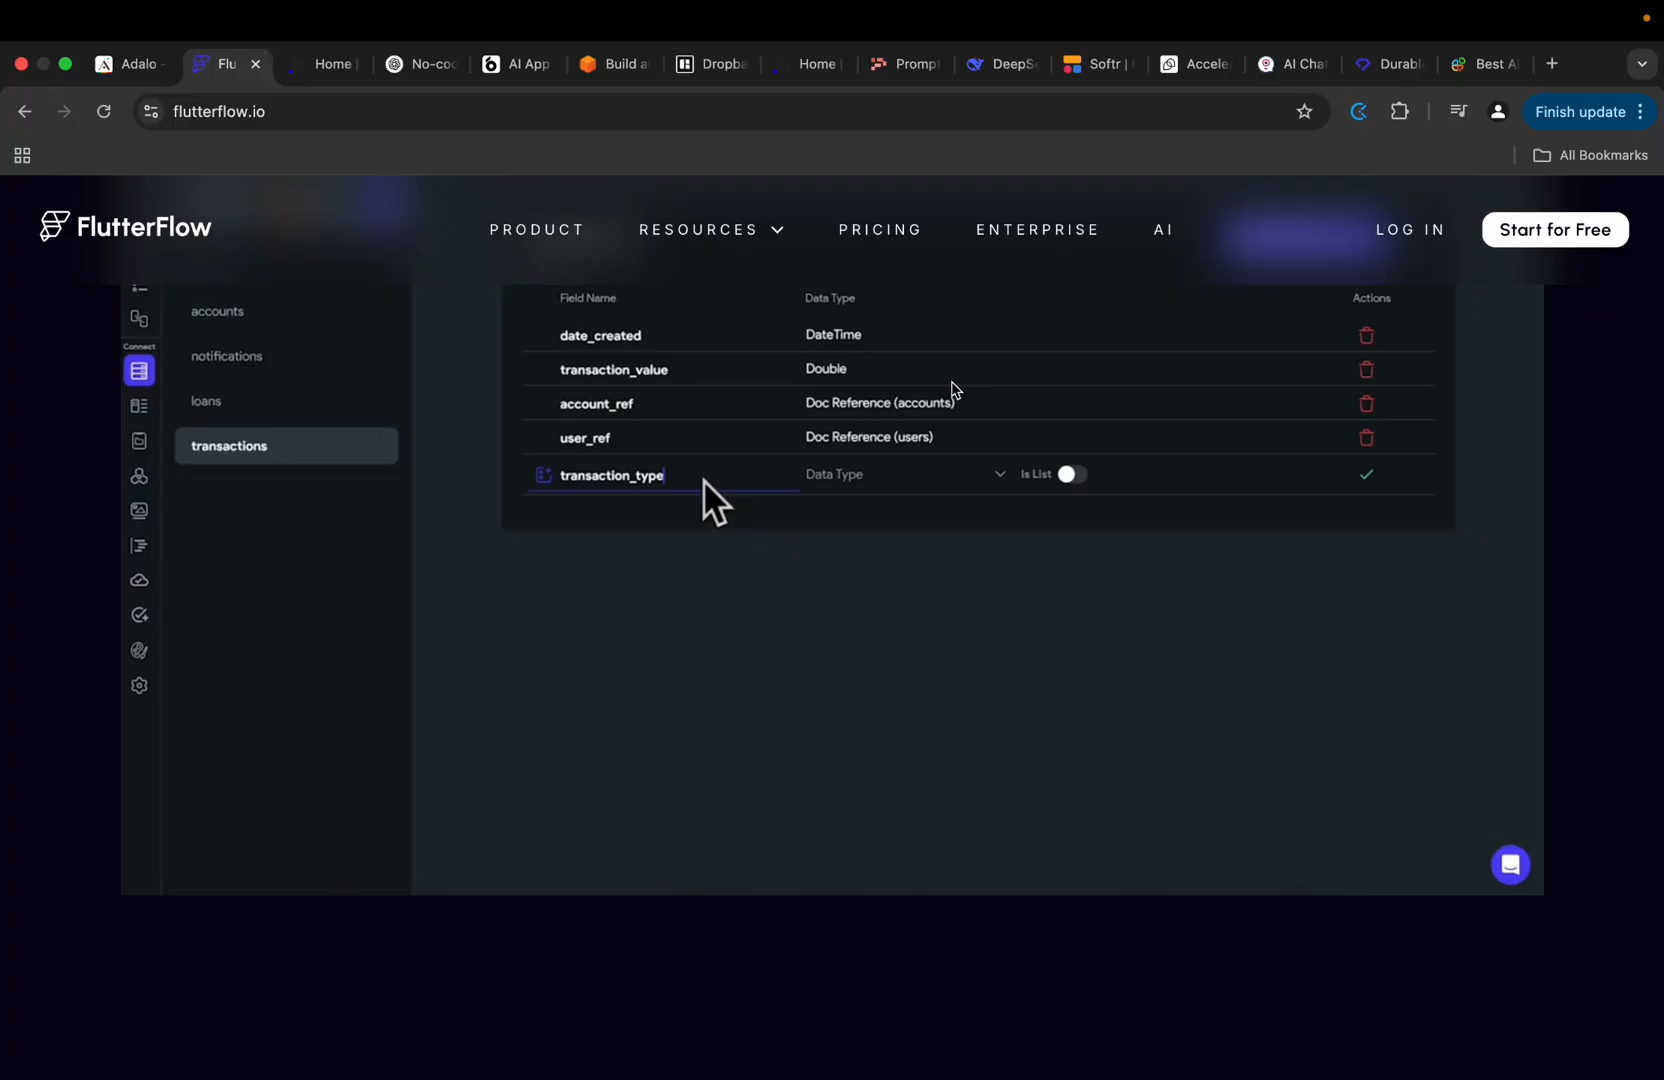 Adalo
Flu
Home
No-co
AI App
Build a
Dropba
Home
Prompt
DeepS
Softr |
Accele
AI Chat
Durabl
Best A
flutterflow.io
Finish update
All Bookmarks
FlutterFlow
PRODUCT
RESOURCES
PRICING
ENTERPRISE
AI
LOG IN
Start for Free
Field Name
Data Type
Actions
accounts
date_created
DateTime
Connect
notifications
transaction_value
Double
loans
account_ref
Doc Reference (accounts)
transactions
user_ref
Doc Reference (users)
transaction_type
Data Type
Is List